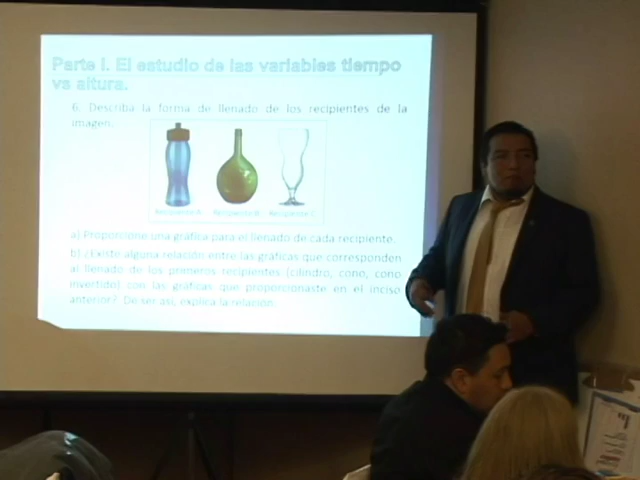 Parte I. El estudio de las variables tiempo
vs altura.
6. Describa la forma de llenado de los recipientes de la
imagen.
Recipiente A Recipiente B Recipiente C
a) Proporcione una gráfica para el llenado de cada recipiente.
b) ¿Existe alguna relación entre las gráficas que corresponden
al llenado de los primeros recipientes (cilindro, cono, cono
invertido) con las gráficas que proporcionaste en el inciso
anterior? De ser así, explica la relación.